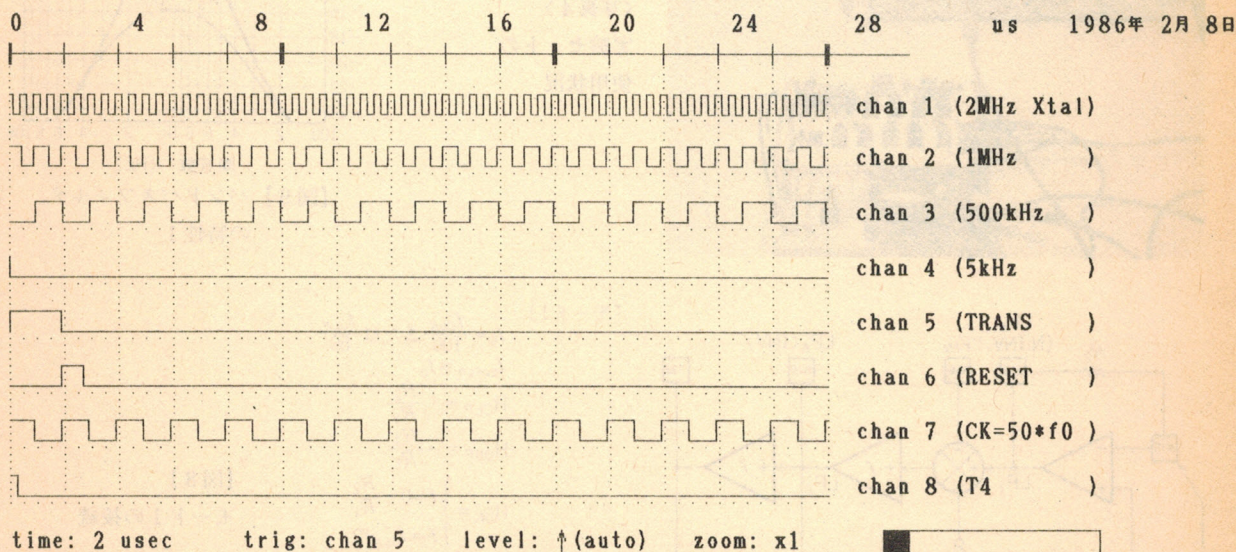 0 4 8 12 16 20 24 28 us 1986年 2月 8日
chan 1 (2MHz Xtal)
chan 2 (1MHz )
chan 3 (500kHz )
chan 4 (5kHz )
chan 5 (TRANS )
chan 6 (RESET )
chan 7 (CK=50*f0 )
chan 8 (T4 )
time: 2 usec trig: chan 5 level: ↑(auto) zoom: x1